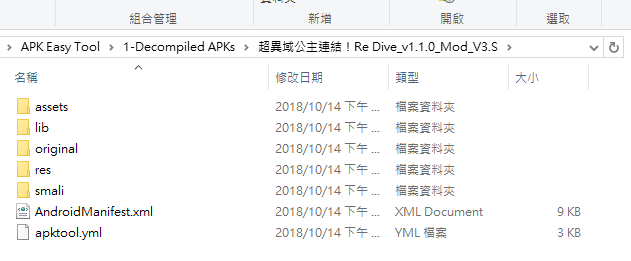 組合管理 新增 開啟 選取
APK Easy Tool > 1-Decompiled APKs > 超異域公主連結！Re Dive_v1.1.0_Mod_V3.S >
名稱 修改日期 類型 大小
assets 2018/10/14 下午 ... 檔案資料夾
lib 2018/10/14 下午 ... 檔案資料夾
original 2018/10/14 下午 ... 檔案資料夾
res 2018/10/14 下午 ... 檔案資料夾
smali 2018/10/14 下午 ... 檔案資料夾
AndroidManifest.xml 2018/10/14 下午 ... XML Document 9 KB
apktool.yml 2018/10/14 下午 ... YML 檔案 3 KB